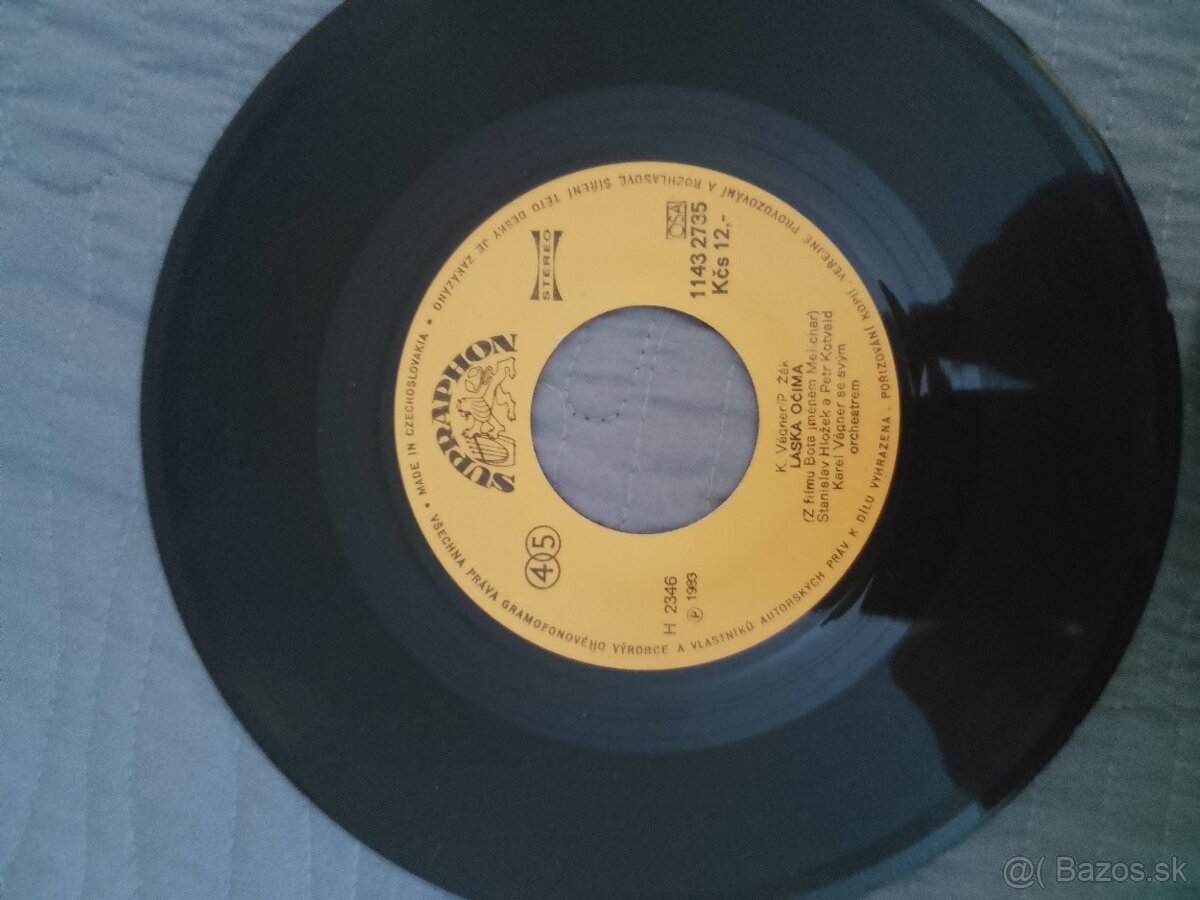 • MADE IN CZECHOSLOVAKIA •
VŠECHNA PRÁVA GRAMOFONOVÉHO VÝROBCE A VLASTNÍKŮ AUTORSKÝCH PRÁV K DÍLU VYHRAZENA. POŘIZOVÁNÍ KOPIÍ, VEŘEJNÉ PROVOZOVÁNÍ A ROZHLASOVÉ ŠÍŘENÍ TÉTO DESKY JE ZAKÁZÁNO
SUPRAPHON
45
STEREO
H 2346
℗ 1983
OSA
1143 2735
Kčs 12,-
K. Vágner/P. Žák
LÁSKA OČIMA
(Z filmu Bota jménem Melichar)
Stanislav Hložek a Petr Kotvald
Karel Vágner se svým
orchestrem
@( Bazos.sk